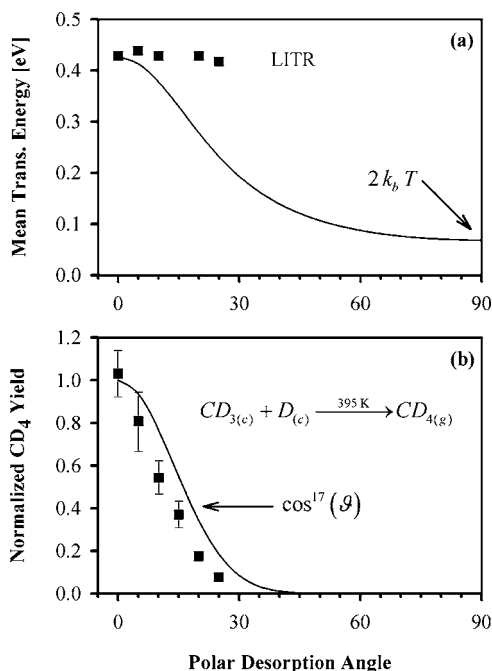 (a)
Mean Trans. Energy [eV]
0.5
0.4
0.3
0.2
0.1
0.0
LITR
2 k_b T
0 30 60 90
(b)
Normalized CD₄ Yield
1.2
1.0
0.8
0.6
0.4
0.2
0.0
CD₃₍c₎ + D₍c₎ —395 K→ CD₄₍g₎
cos¹⁷(ϑ)
0 30 60 90
Polar Desorption Angle